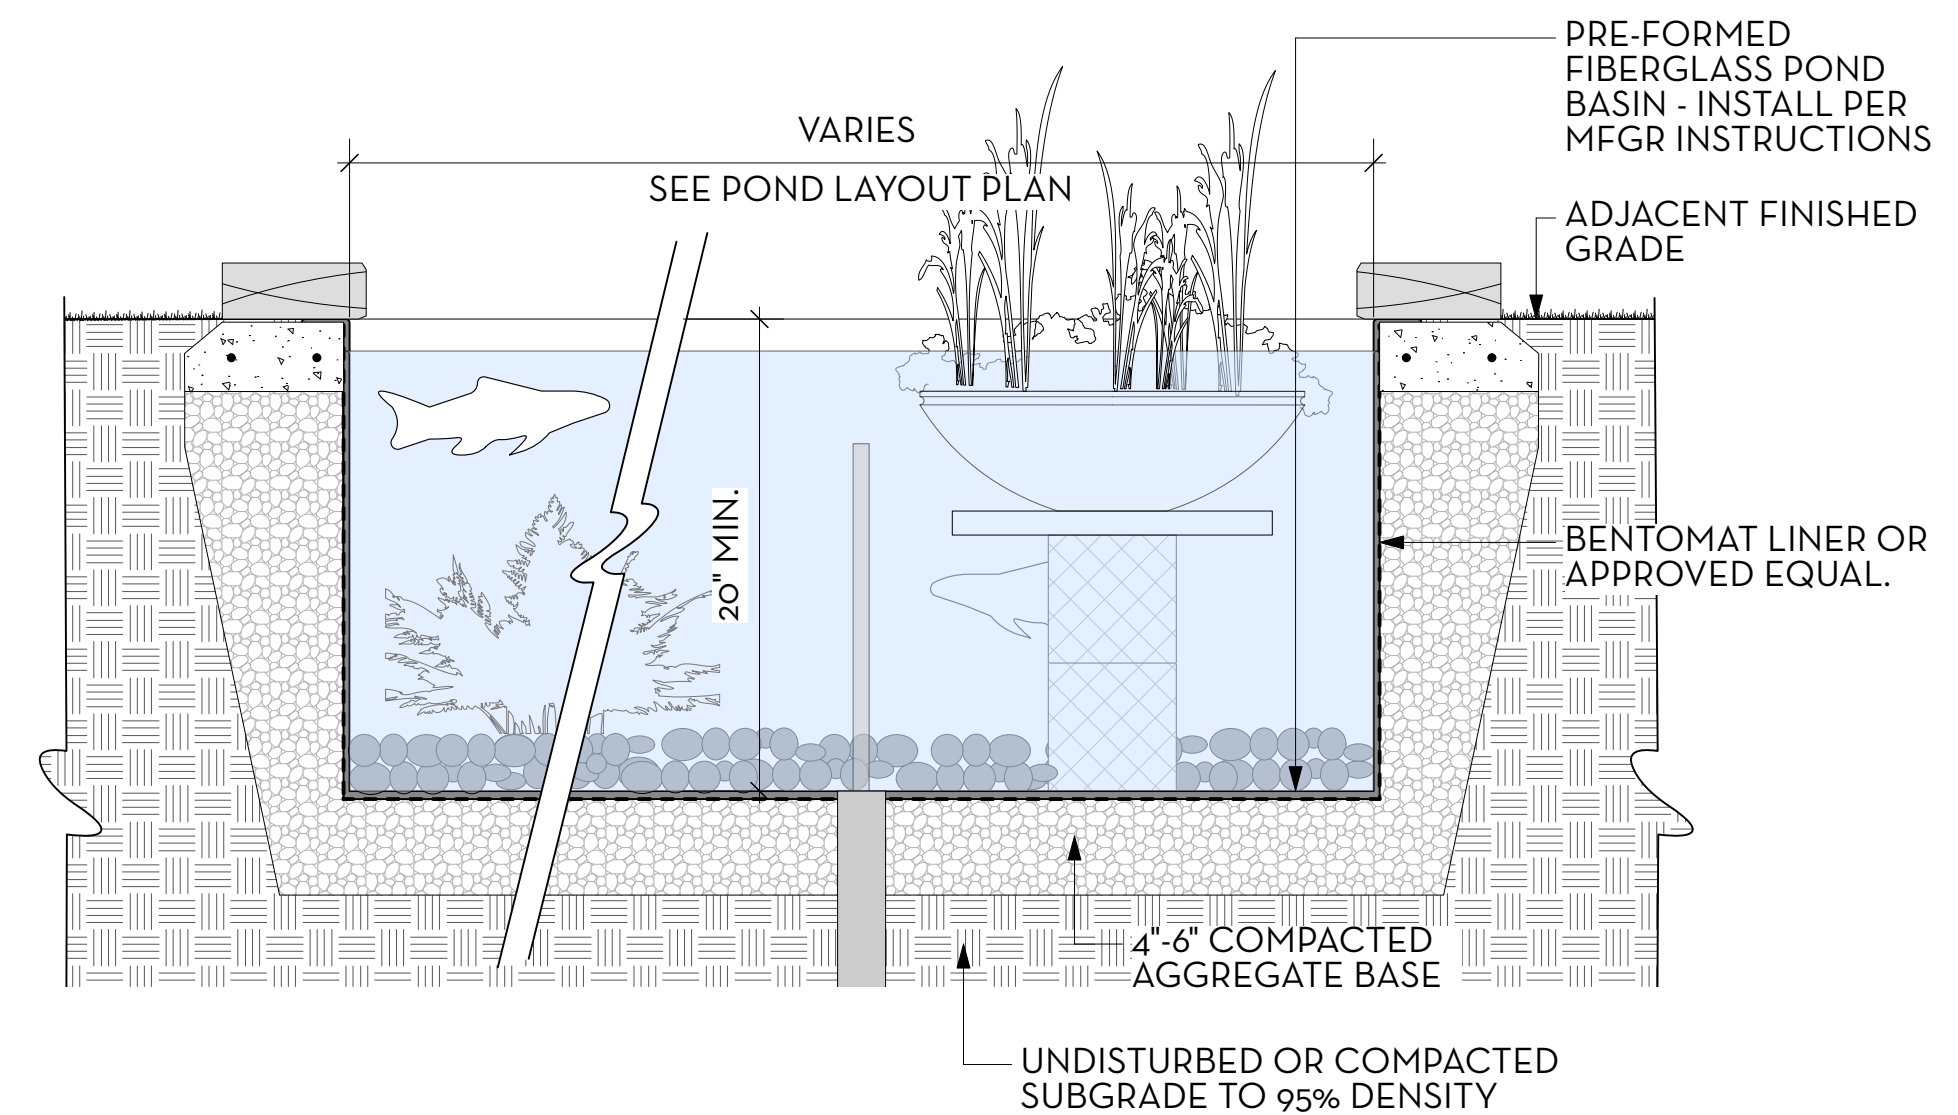 PRE-FORMED
FIBERGLASS POND
BASIN - INSTALL PER
MFGR INSTRUCTIONS
VARIES
SEE POND LAYOUT PLAN
ADJACENT FINISHED
GRADE
20" MIN.
BENTOMAT LINER OR
APPROVED EQUAL.
4"-6" COMPACTED
AGGREGATE BASE
UNDISTURBED OR COMPACTED
SUBGRADE TO 95% DENSITY